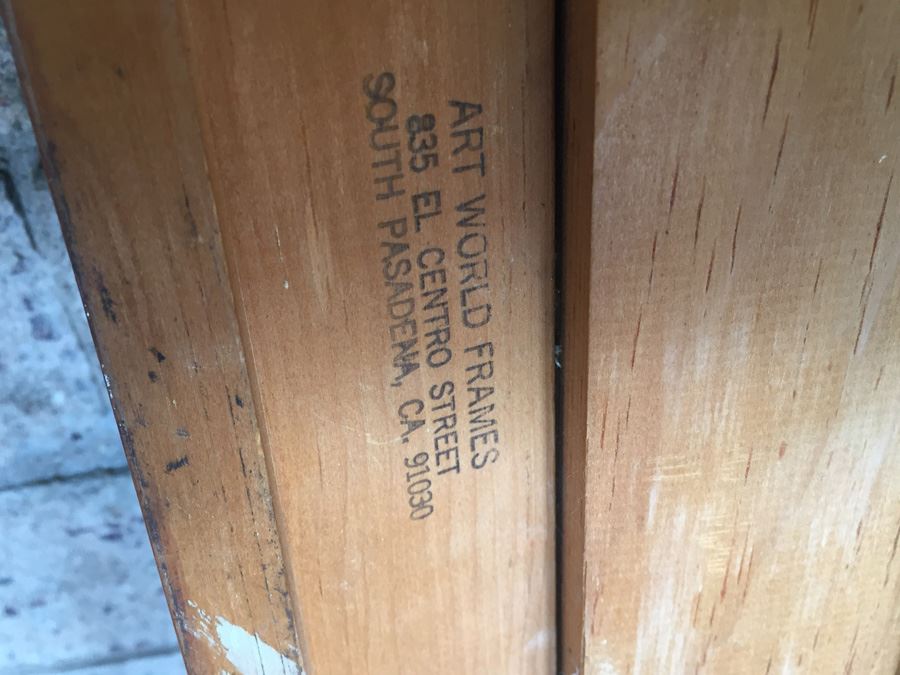 ART WORLD FRAMES
835 EL CENTRO STREET
SOUTH PASADENA, CA. 91030